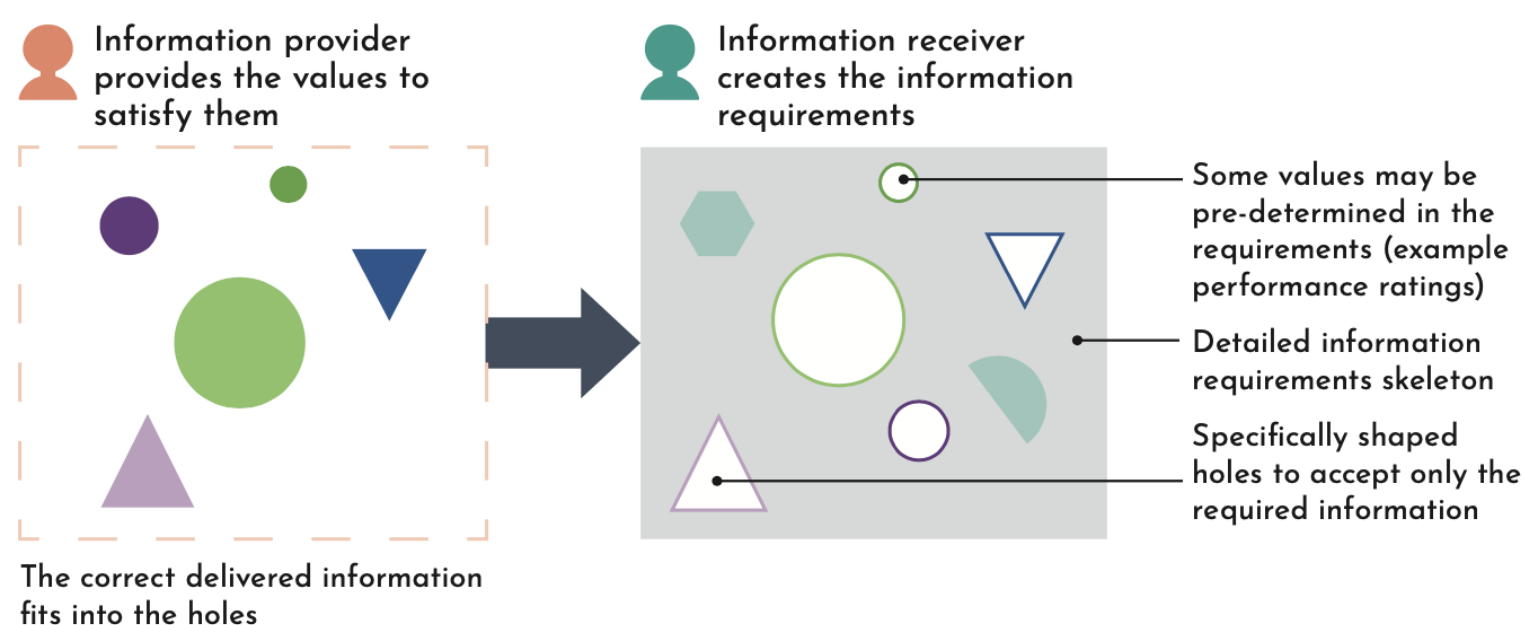 Information provider
provides the values to
satisfy them
Information receiver
creates the information
requirements
Some values may be
pre-determined in the
requirements (example
performance ratings)
Detailed information
requirements skeleton
Specifically shaped
holes to accept only the
required information
The correct delivered information
fits into the holes